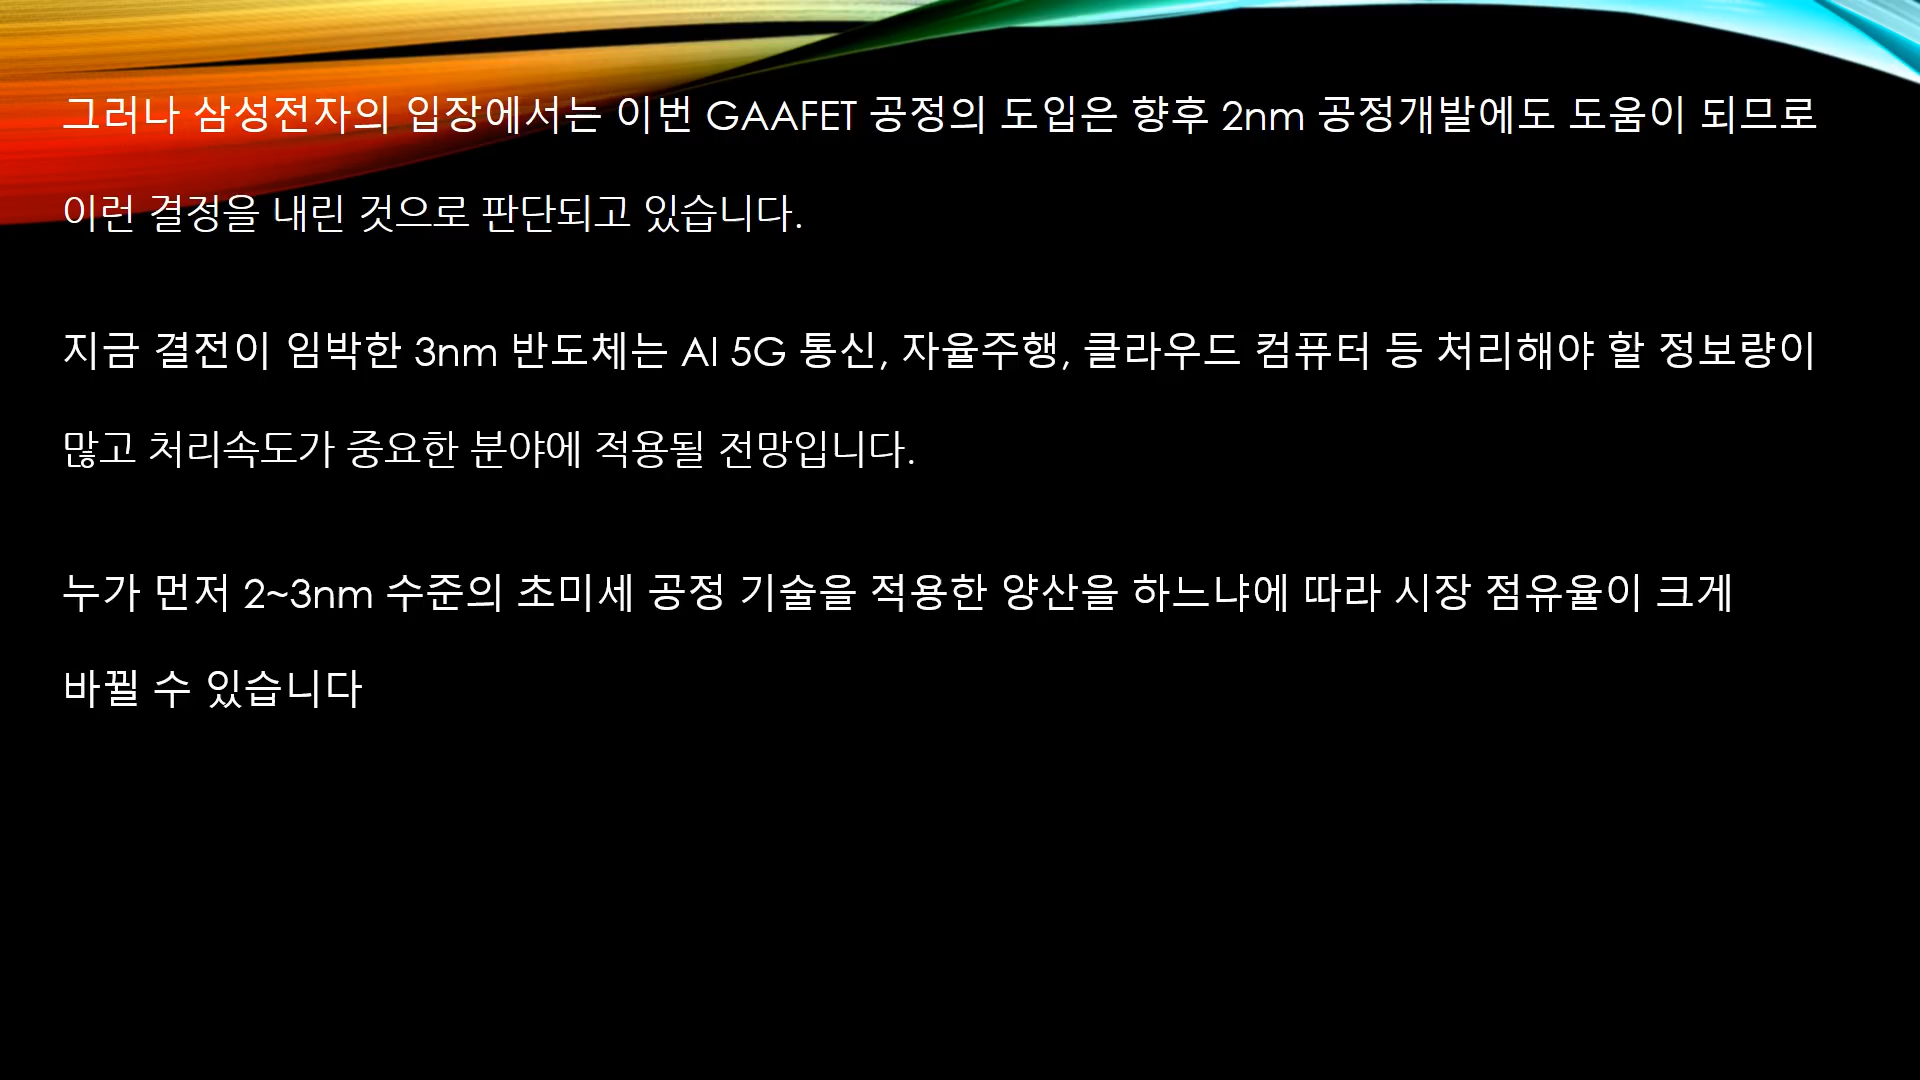 그러나 삼성전자의 입장에서는 이번 GAAFET 공정의 도입은 향후 2nm 공정개발에도 도움이 되므로
이런 결정을 내린 것으로 판단되고 있습니다.
지금 결전이 임박한 3nm 반도체는 AI 5G 통신, 자율주행, 클라우드 컴퓨터 등 처리해야 할 정보량이
많고 처리속도가 중요한 분야에 적용될 전망입니다.
누가 먼저 2~3nm 수준의 초미세 공정 기술을 적용한 양산을 하느냐에 따라 시장 점유율이 크게
바뀔 수 있습니다